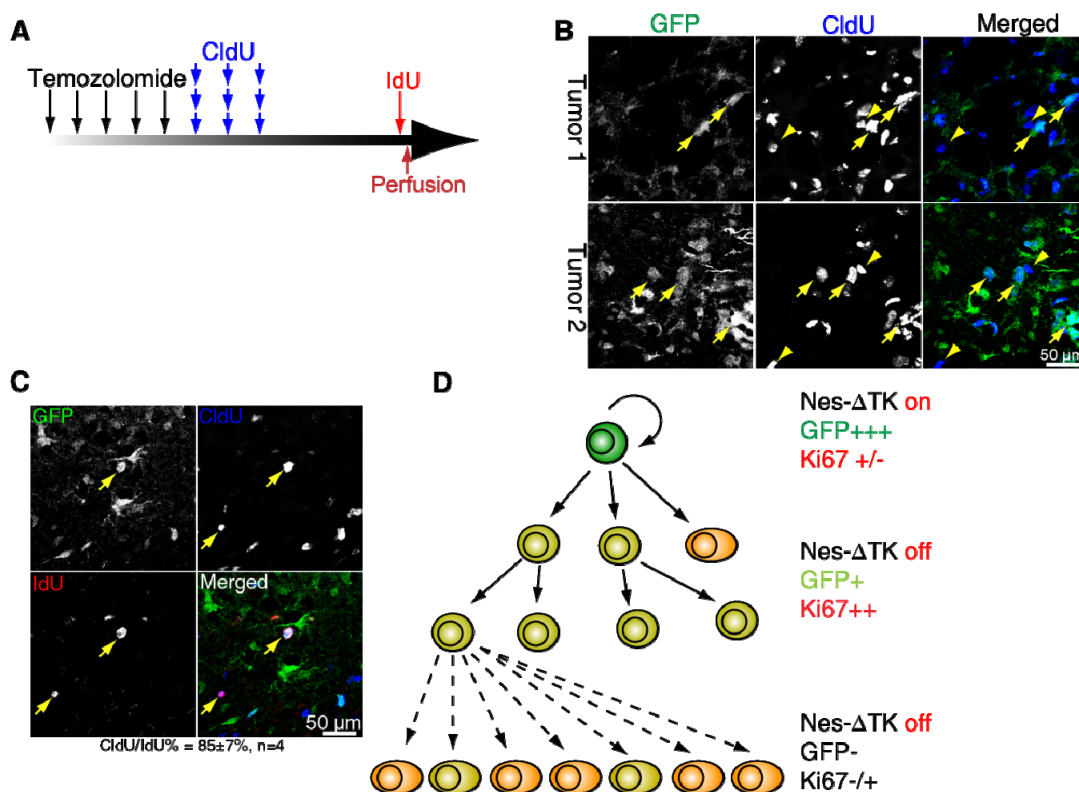 A
CldU
Temozolomide
IdU
Perfusion
B
GFP
CldU
Merged
Tumor 1
Tumor 2
50 μm
C
GFP
CldU
IdU
Merged
50 μm
CldU/IdU% = 85±7%, n=4
D
Nes-ΔTK on
GFP+++
Ki67 +/-
Nes-ΔTK off
GFP+
Ki67++
Nes-ΔTK off
GFP-
Ki67-/+